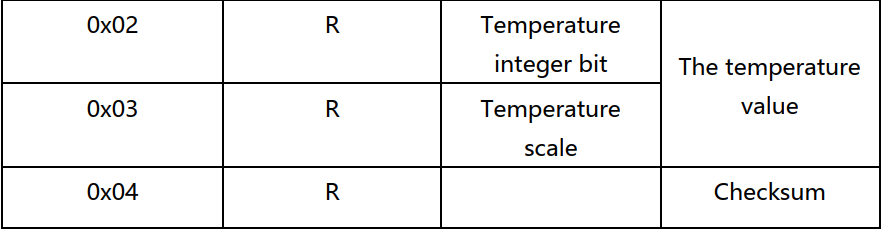 0x02
R
Temperature
integer bit
The temperature
value
0x03
R
Temperature
scale
0x04
R
Checksum